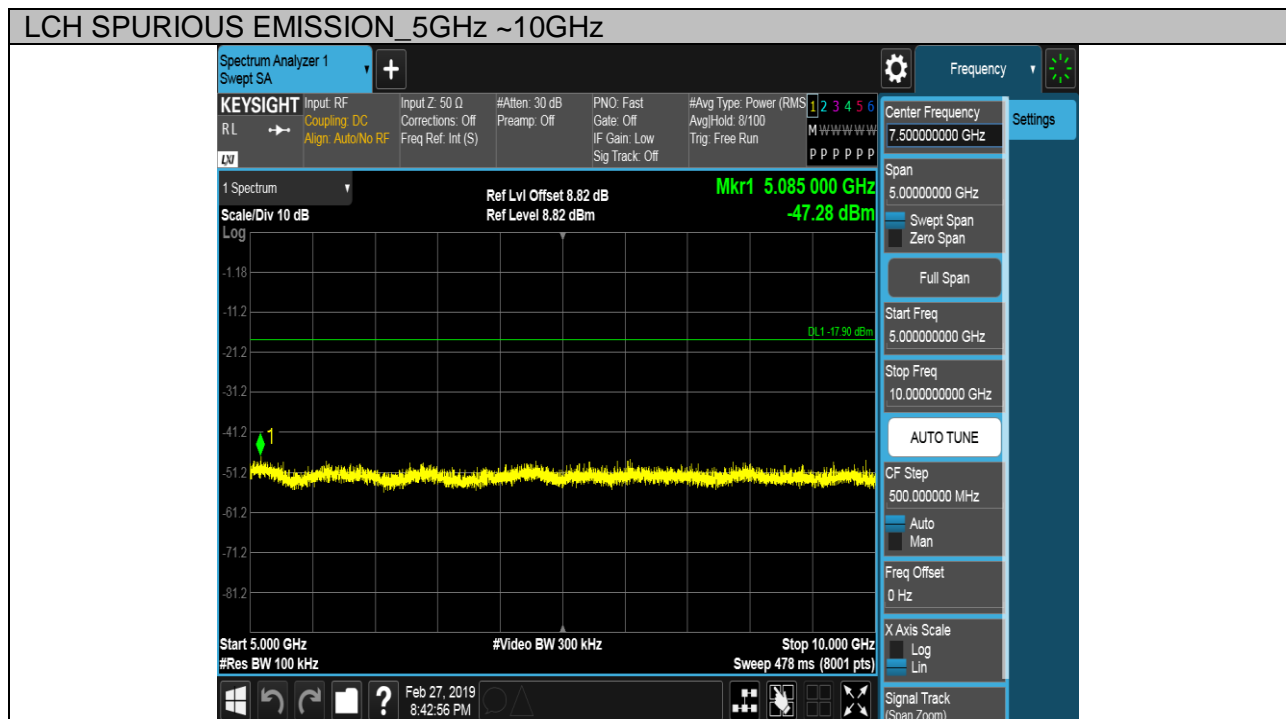 LCH SPURIOUS EMISSION_5GHz ~10GHz
Spectrum Analyzer 1
Swept SA
+
Frequency
KEYSIGHT
RL
LXI
Input: RF
Coupling: DC
Align: Auto/No RF
Input Z: 50 Ω
Corrections: Off
Freq Ref: Int (S)
#Atten: 30 dB
Preamp: Off
PNO: Fast
Gate: Off
IF Gain: Low
Sig Track: Off
#Avg Type: Power (RMS
Avg|Hold: 8/100
Trig: Free Run
1 2 3 4 5 6
M W W W W W
P P P P P P
1 Spectrum
Scale/Div 10 dB
Ref Lvl Offset 8.82 dB
Ref Level 8.82 dBm
Mkr1 5.085 000 GHz
-47.28 dBm
Log
-1.18
-11.2
DL1 -17.90 dBm
-21.2
-31.2
-41.2
1
-51.2
-61.2
-71.2
-81.2
Start 5.000 GHz
#Res BW 100 kHz
#Video BW 300 kHz
Stop 10.000 GHz
Sweep 478 ms (8001 pts)
?
Feb 27, 2019
8:42:56 PM
Center Frequency
7.500000000 GHz
Settings
Span
5.00000000 GHz
Swept Span
Zero Span
Full Span
Start Freq
5.000000000 GHz
Stop Freq
10.000000000 GHz
AUTO TUNE
CF Step
500.000000 MHz
Auto
Man
Freq Offset
0 Hz
X Axis Scale
Log
Lin
Signal Track
(Span Zoom)